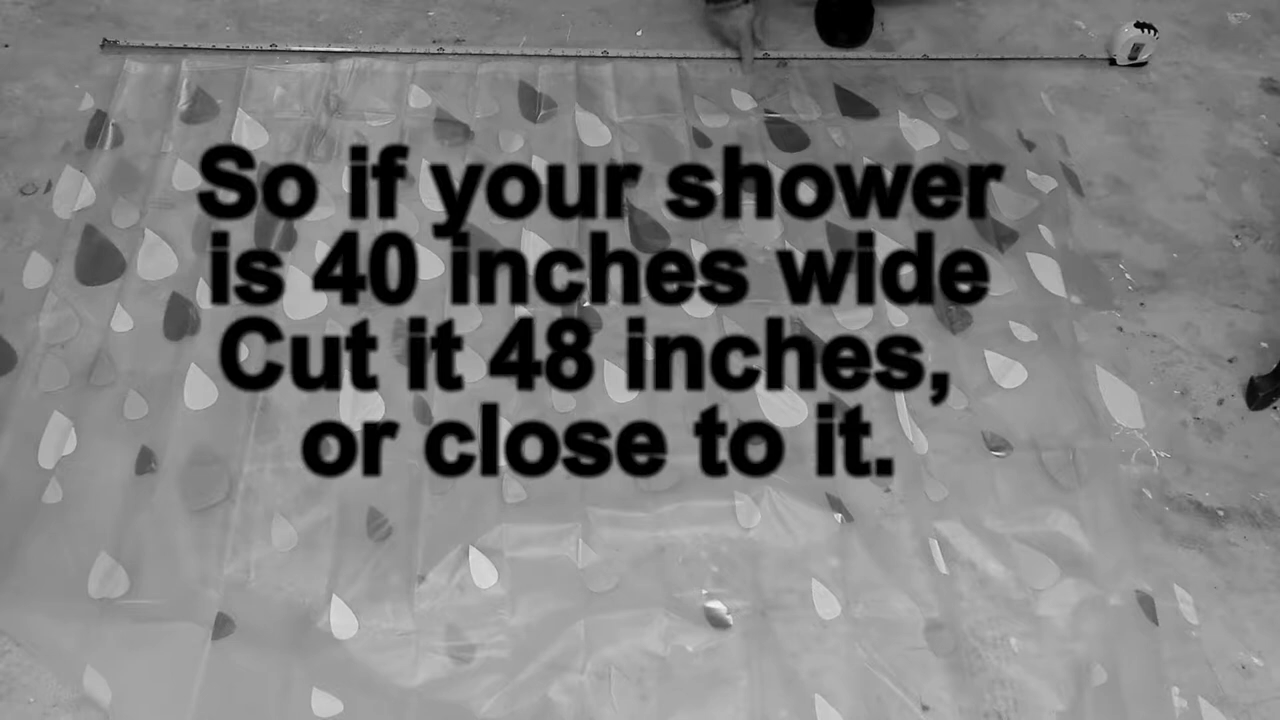 So if your shower
is 40 inches wide
Cut it 48 inches,
or close to it.